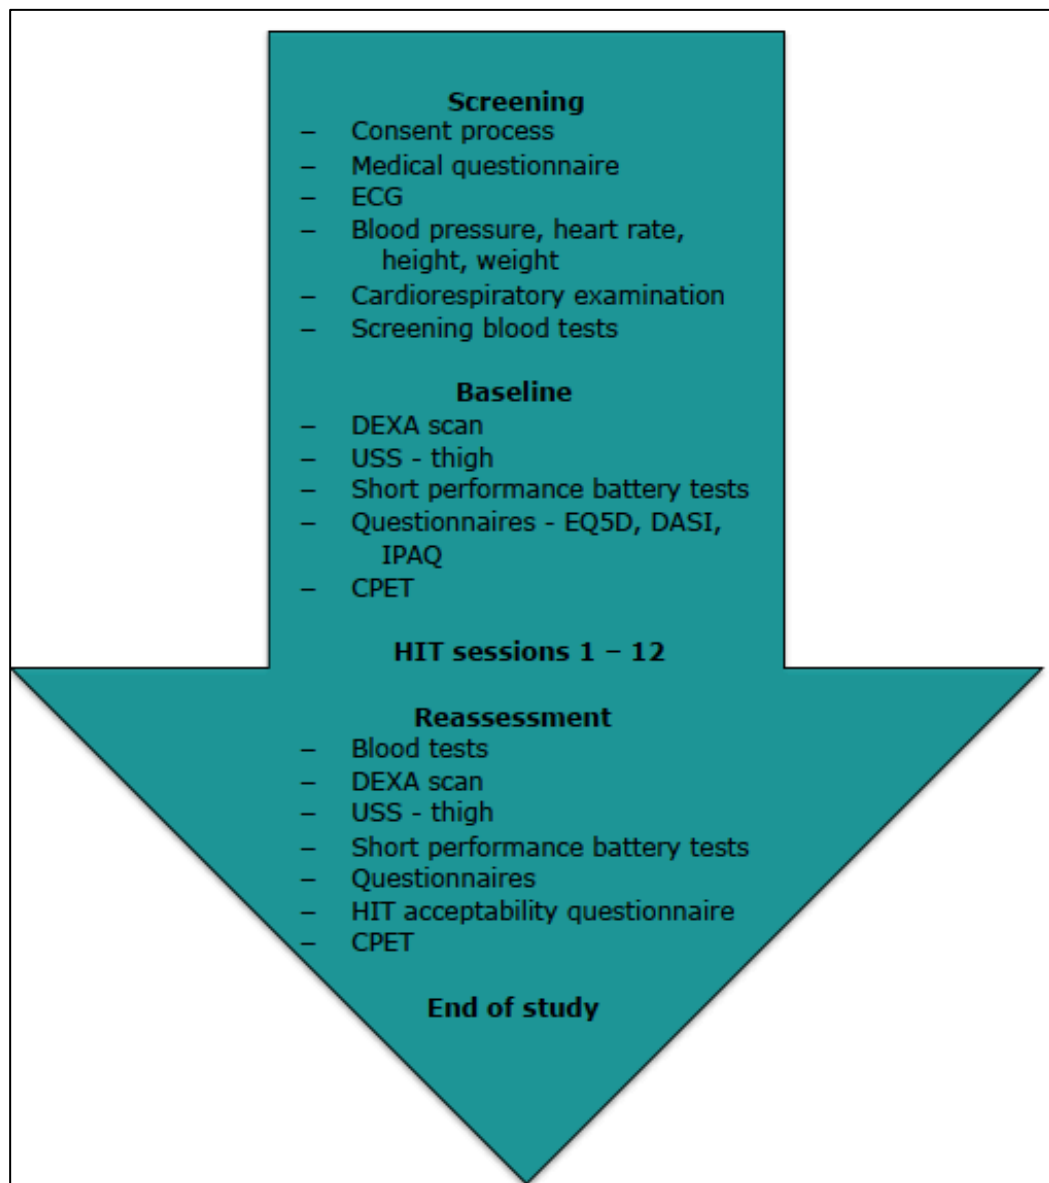 Screening
– Consent process
– Medical questionnaire
– ECG
– Blood pressure, heart rate,
height, weight
– Cardiorespiratory examination
– Screening blood tests
Baseline
– DEXA scan
– USS - thigh
– Short performance battery tests
– Questionnaires - EQ5D, DASI,
IPAQ
– CPET
HIT sessions 1 – 12
Reassessment
– Blood tests
– DEXA scan
– USS - thigh
– Short performance battery tests
– Questionnaires
– HIT acceptability questionnaire
– CPET
End of study